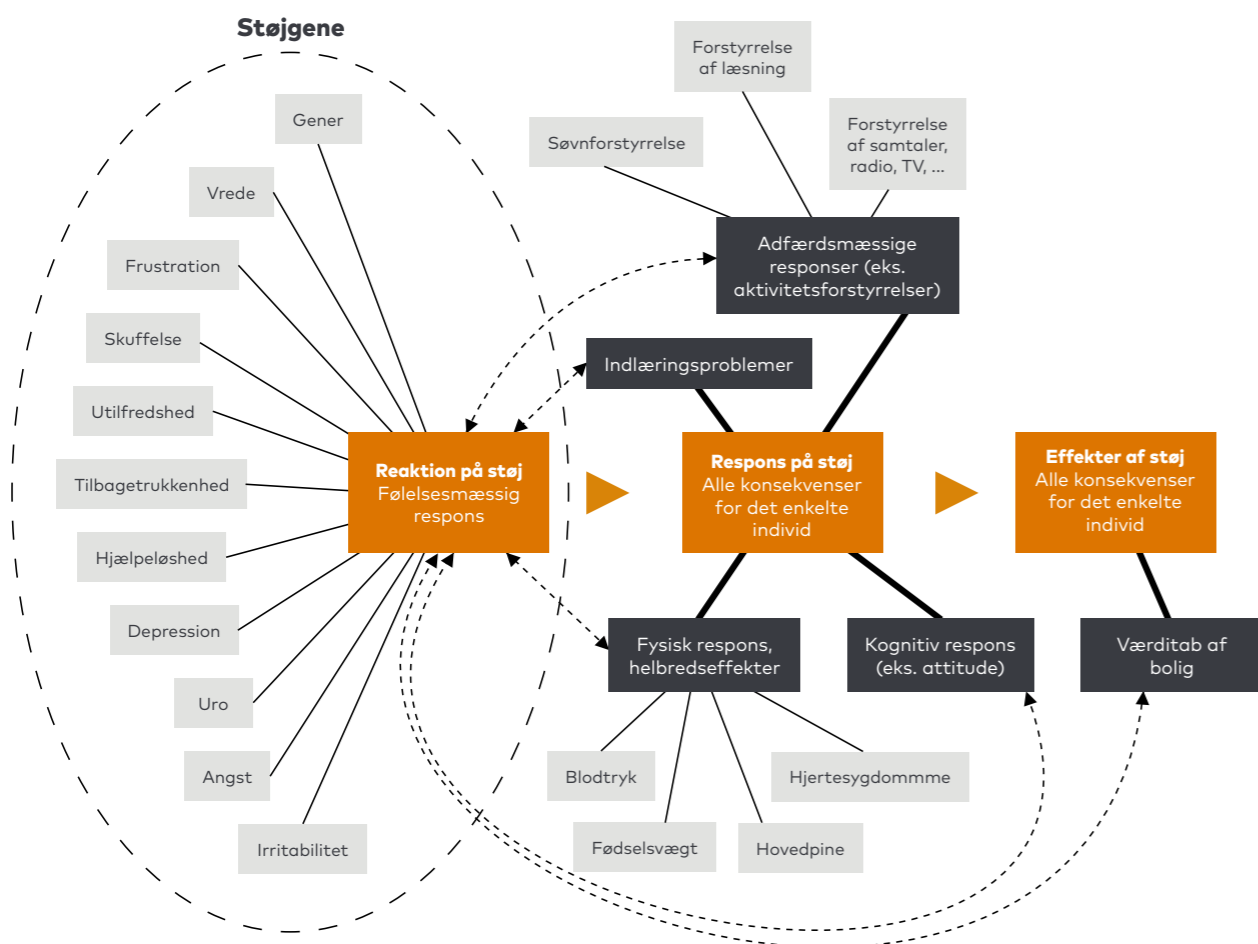 Støjgene
Gener
Vrede
Frustration
Skuffelse
Utilfredshed
Tilbagetrukkenhed
Hjælpeløshed
Depression
Uro
Angst
Irritabilitet
Reaktion på støj
Følelsesmæssig
respons
Forstyrrelse
af læsning
Søvnforstyrrelse
Forstyrrelse
af samtaler,
radio, TV, ...
Adfærdsmæssige
responser (eks.
aktivitetsforstyrrelser)
Indlæringsproblemer
Respons på støj
Alle konsekvenser
for det enkelte
individ
Effekter af støj
Alle konsekvenser
for det enkelte
individ
Fysisk respons,
helbredseffekter
Kognitiv respons
(eks. attitude)
Værditab af
bolig
Blodtryk
Hjertesygdommme
Fødselsvægt
Hovedpine